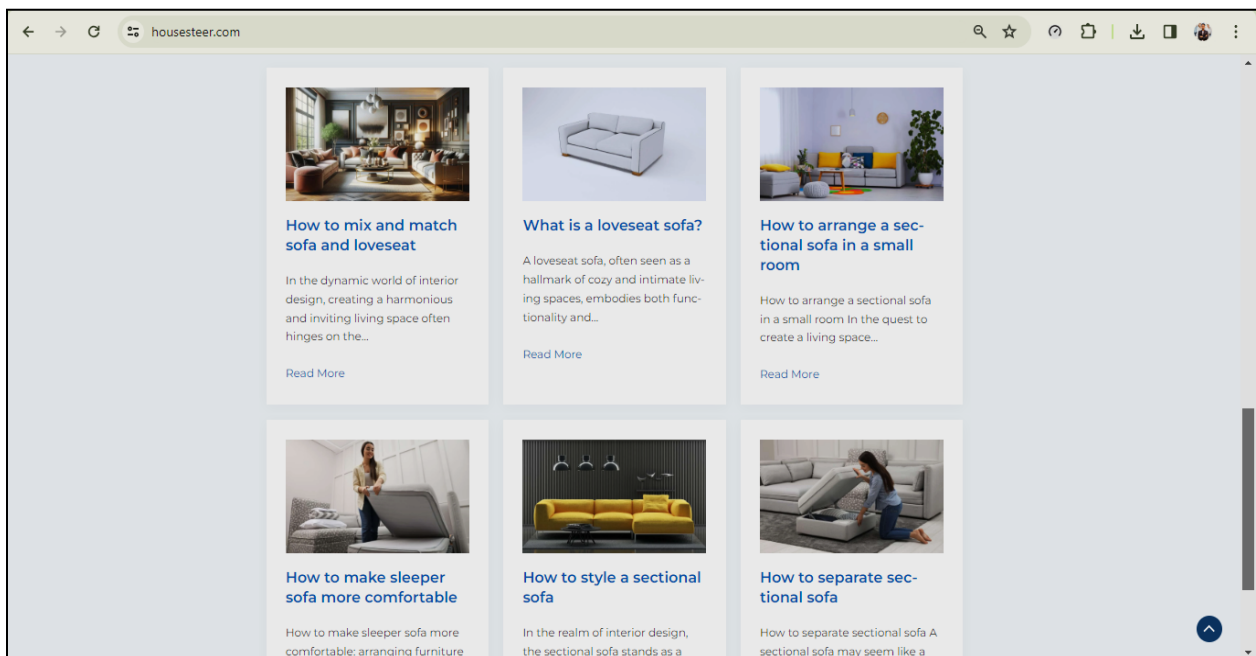 housesteer.com
How to mix and match
sofa and loveseat
In the dynamic world of interior
design, creating a harmonious
and inviting living space often
hinges on the...
Read More
What is a loveseat sofa?
A loveseat sofa, often seen as a
hallmark of cozy and intimate liv-
ing spaces, embodies both func-
tionality and...
Read More
How to arrange a sec-
tional sofa in a small
room
How to arrange a sectional sofa
in a small room In the quest to
create a living space...
Read More
How to make sleeper
sofa more comfortable
How to make sleeper sofa more
comfortable: arranging furniture
How to style a sectional
sofa
In the realm of interior design,
the sectional sofa stands as a
How to separate sec-
tional sofa
How to separate sectional sofa A
sectional sofa may seem like a